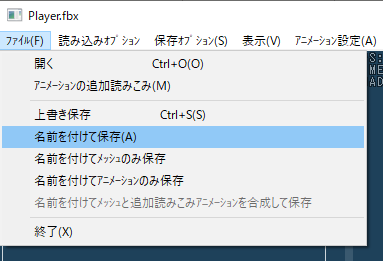 Player.fbx
ファイル(F) 読み込みオプション 保存オプション(S) 表示(V) アニメーション設定(A)
開く Ctrl+O(O)
アニメーションの追加読みこみ(M)
上書き保存 Ctrl+S(S)
名前を付けて保存(A)
名前を付けてメッシュのみ保存
名前を付けてアニメーションのみ保存
名前を付けてメッシュと追加読みこみアニメーションを合成して保存
終了(X)
S:
ME
AD